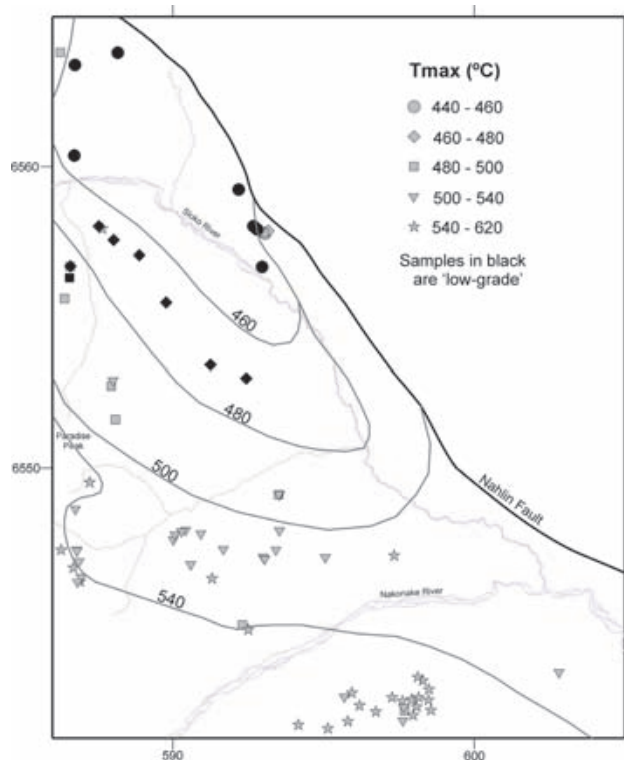 Tmax (ºC)
440 - 460
460 - 480
480 - 500
500 - 540
540 - 620
Samples in black
are 'low-grade'
6560
Sloko River
460
480
Paradise
Peak
500
6550
Nahlin Fault
540
Nakonake River
590
600